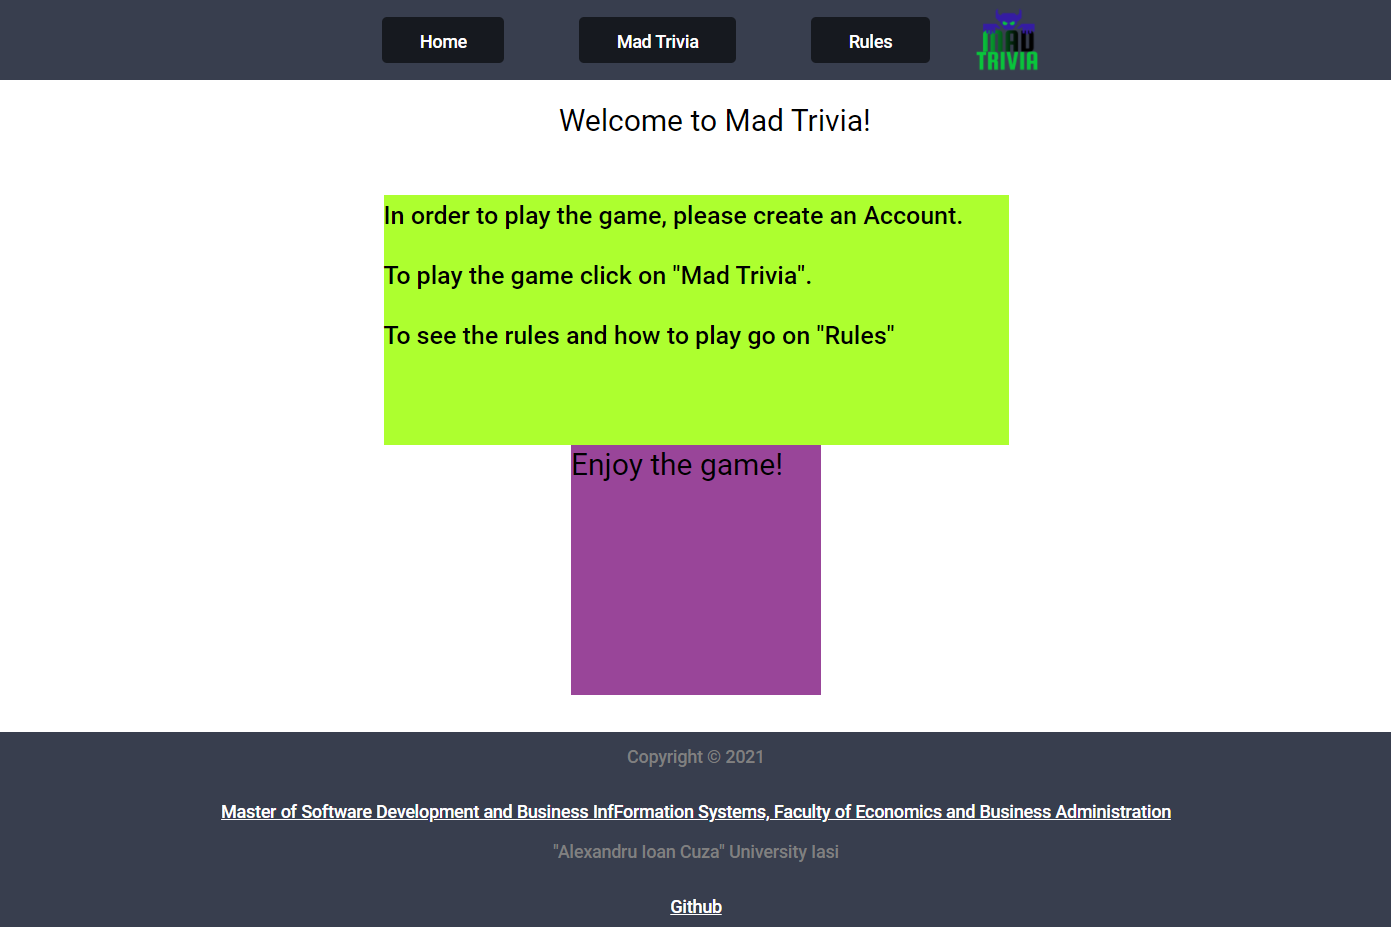 Home Mad Trivia Rules MAD
TRIVIA
Welcome to Mad Trivia!
In order to play the game, please create an Account.
To play the game click on "Mad Trivia".
To see the rules and how to play go on "Rules"
Enjoy the game!
Copyright © 2021
Master of Software Development and Business InfFormation Systems, Faculty of Economics and Business Administration
"Alexandru Ioan Cuza" University Iasi
Github